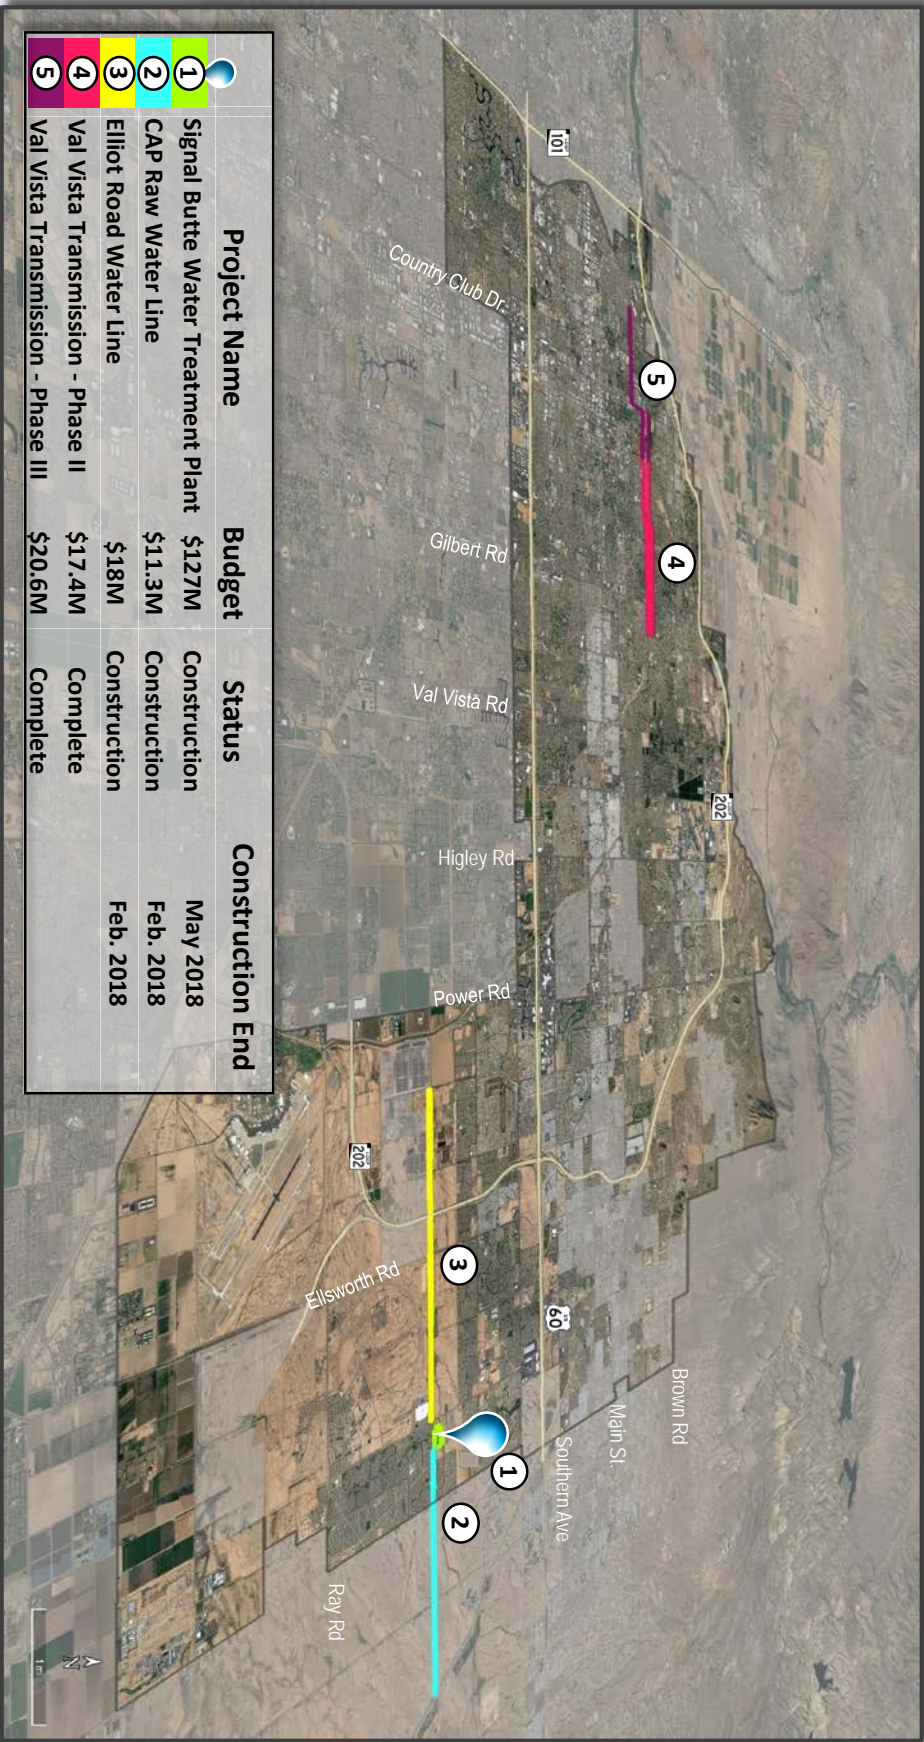 101
202
5
4
Country Club Dr.
Gilbert Rd
Val Vista Rd
Higley Rd
Power Rd
Brown Rd
Main St.
60
Southern Ave
3
1
2
202
Ellsworth Rd
Ray Rd
Project Name Budget Status Construction End
1 Signal Butte Water Treatment Plant $127M Construction May 2018
2 CAP Raw Water Line $11.3M Construction Feb. 2018
3 Elliot Road Water Line $18M Construction Feb. 2018
4 Val Vista Transmission - Phase II $17.4M Complete
5 Val Vista Transmission - Phase III $20.6M Complete
N